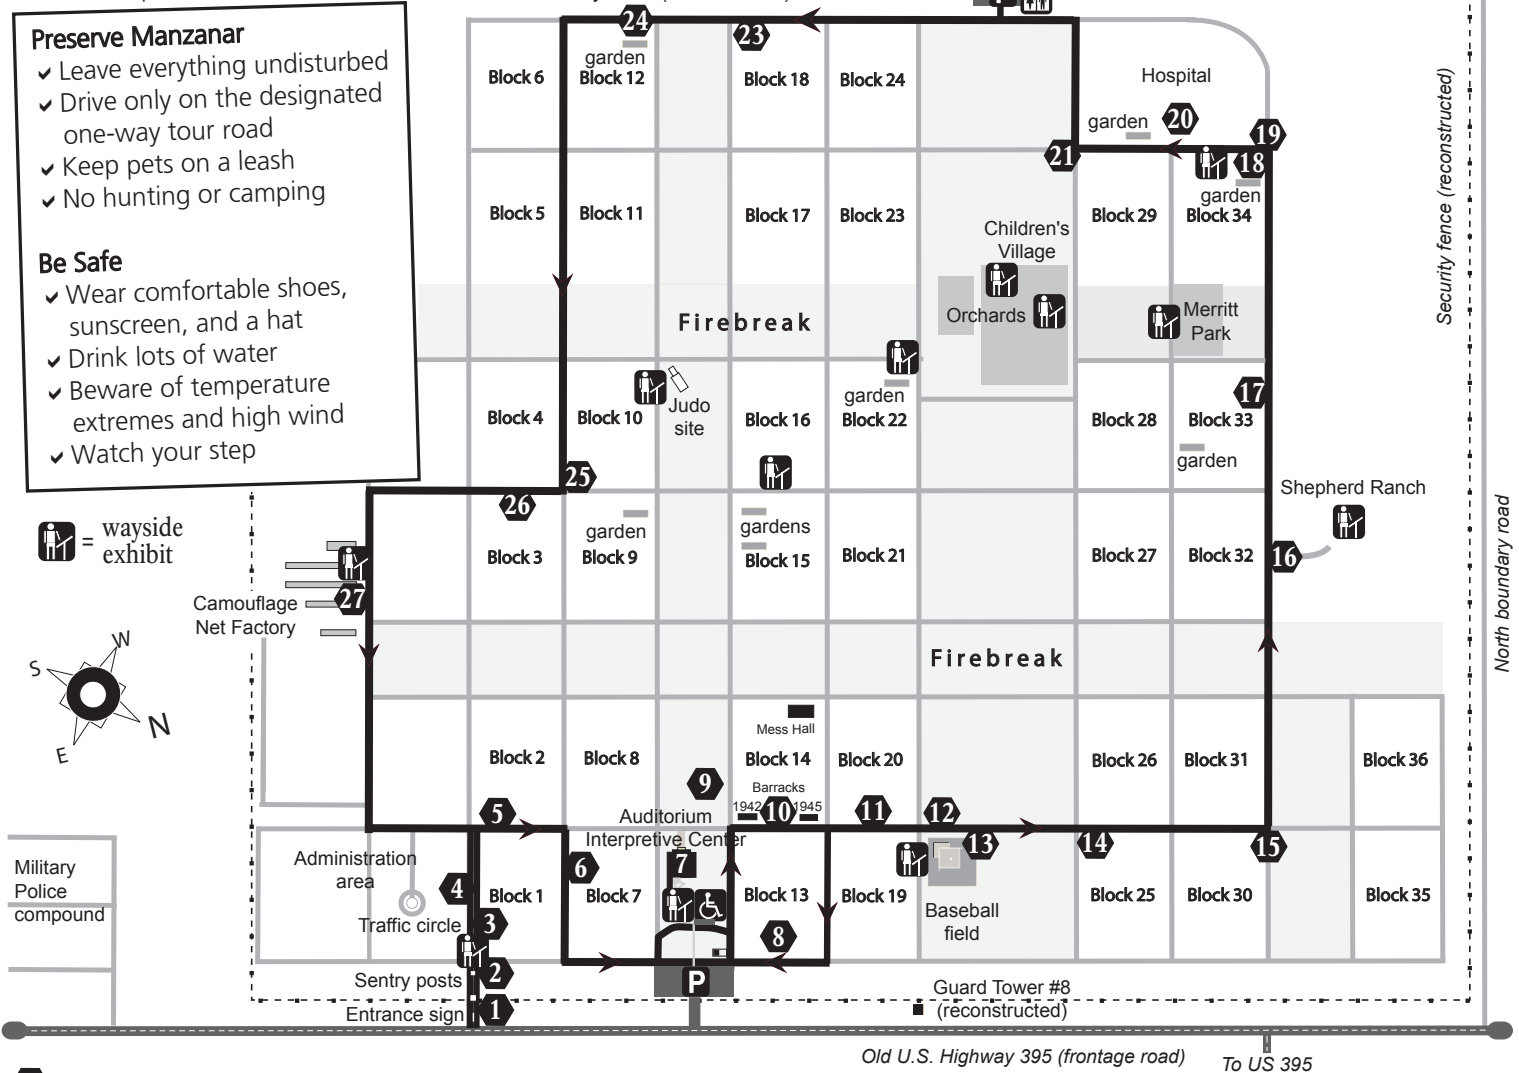 Preserve Manzanar
Leave everything undisturbed
Drive only on the designated
one-way tour road
Keep pets on a leash
No hunting or camping
Be Safe
Wear comfortable shoes,
sunscreen, and a hat
Drink lots of water
Beware of temperature
extremes and high wind
Watch your step
= wayside
exhibit
24
23
garden
Block 6
Block 12
Block 18
Block 24
Hospital
garden
20
19
21
18
garden
Block 5
Block 11
Block 17
Block 23
Block 29
Block 34
Children's
Village
Orchards
Merritt
Park
Firebreak
Security fence (reconstructed)
Judo
site
garden
17
Block 4
Block 10
Block 16
Block 22
Block 28
Block 33
garden
25
26
Shepherd Ranch
garden
gardens
Block 3
Block 9
Block 15
Block 21
Block 27
Block 32
16
27
Camouflage
Net Factory
North boundary road
W
S
N
E
Firebreak
Mess Hall
Block 2
Block 8
Block 14
Block 20
Block 26
Block 31
Block 36
9
Barracks
1942
10
1945
5
11
12
Auditorium
Interpretive Center
13
14
15
Military
Police
compound
Administration
area
4
6
7
Block 1
Block 7
Block 13
Block 19
Block 25
Block 30
Block 35
Baseball
field
Traffic circle
3
8
Sentry posts
2
P
Entrance sign
1
Guard Tower #8
(reconstructed)
Old U.S. Highway 395 (frontage road)
To US 395